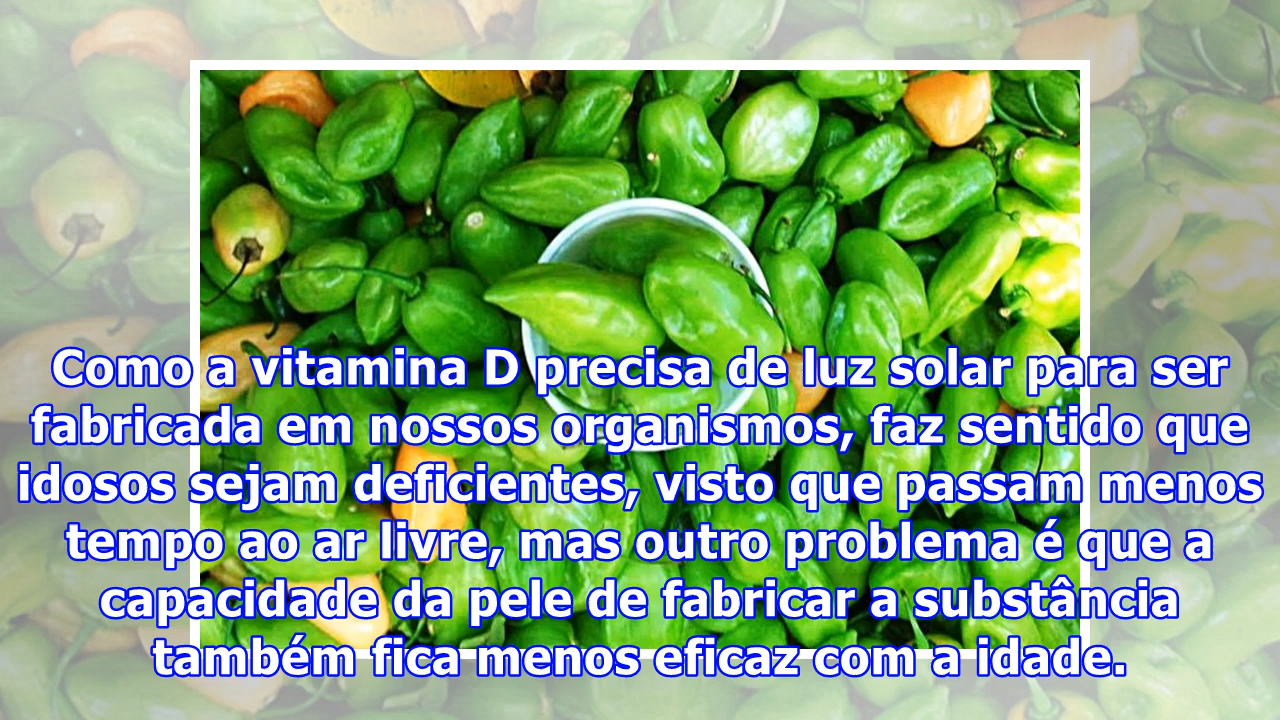 Como a vitamina D precisa de luz solar para ser
fabricada em nossos organismos, faz sentido que
idosos sejam deficientes, visto que passam menos
tempo ao ar livre, mas outro problema é que a
capacidade da pele de fabricar a substância
também fica menos eficaz com a idade.